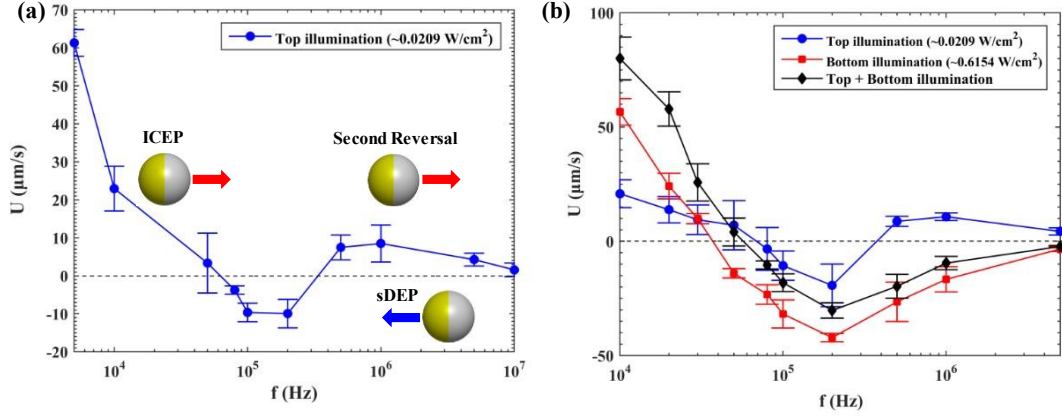 (a)
70
60
50
40
30
20
10
0
-10
-20
U (μm/s)
Top illumination (~0.0209 W/cm²)
ICEP
Second Reversal
sDEP
10⁴
10⁵
10⁶
10⁷
f (Hz)
(b)
100
50
0
-50
U (μm/s)
Top illumination (~0.0209 W/cm²)
Bottom illumination (~0.6154 W/cm²)
Top + Bottom illumination
10⁴
10⁵
10⁶
f (Hz)